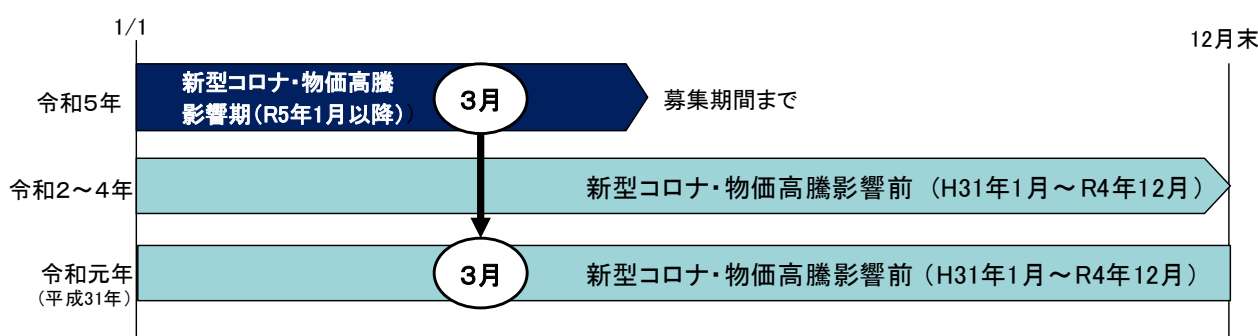 1/1
12月末
令和5年
新型コロナ・物価高騰
影響期(R5年1月以降))
3月
募集期間まで
令和2~4年
新型コロナ・物価高騰影響前 (H31年1月~R4年12月)
令和元年
(平成31年)
3月
新型コロナ・物価高騰影響前 (H31年1月~R4年12月)